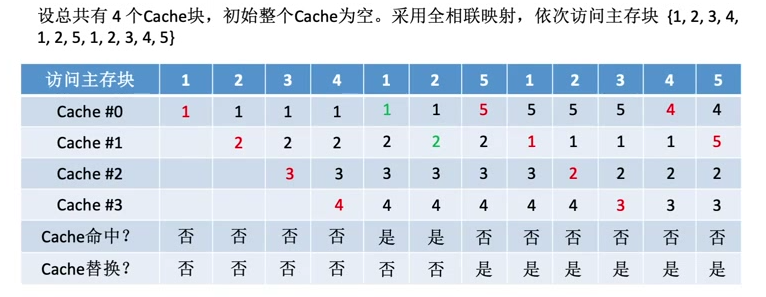 设总共有 4 个Cache块，初始整个Cache为空。采用全相联映射，依次访问主存块 {1, 2, 3, 4,
1, 2, 5, 1, 2, 3, 4, 5}
访问主存块 1 2 3 4 1 2 5 1 2 3 4 5
Cache #0 1 1 1 1 1 1 5 5 5 5 4 4
Cache #1 2 2 2 2 2 2 1 1 1 1 5
Cache #2 3 3 3 3 3 3 2 2 2 2
Cache #3 4 4 4 4 4 4 3 3 3
Cache命中? 否 否 否 否 是 是 否 否 否 否 否 否
Cache替换? 否 否 否 否 否 否 是 是 是 是 是 是